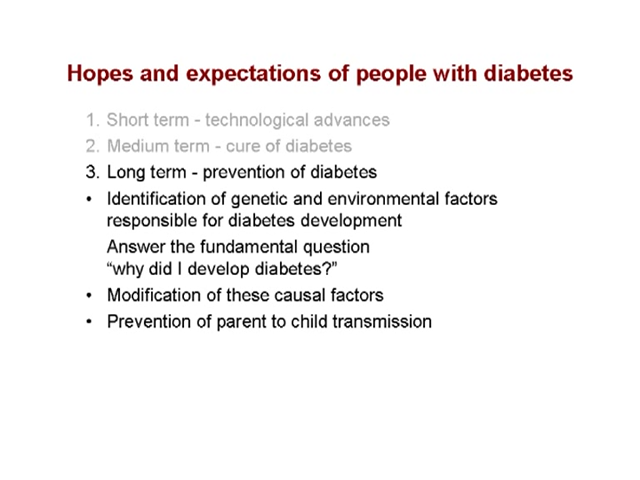 Hopes and expectations of people with diabetes
1. Short term - technological advances
2. Medium term - cure of diabetes
3. Long term - prevention of diabetes
• Identification of genetic and environmental factors
responsible for diabetes development
Answer the fundamental question
“why did I develop diabetes?”
• Modification of these causal factors
• Prevention of parent to child transmission